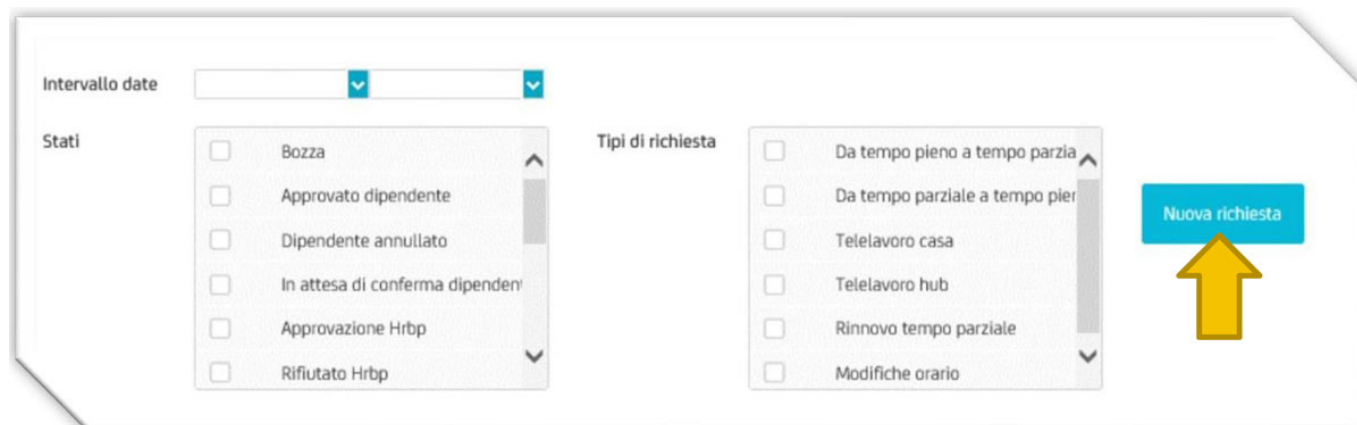 Intervallo date
Stati
Bozza
Approvato dipendente
Dipendente annullato
In attesa di conferma dipenden
Approvazione Hrbp
Rifiutato Hrbp
Tipi di richiesta
Da tempo pieno a tempo parzia
Da tempo parziale a tempo pier
Telelavoro casa
Telelavoro hub
Rinnovo tempo parziale
Modifiche orario
Nuova richiesta